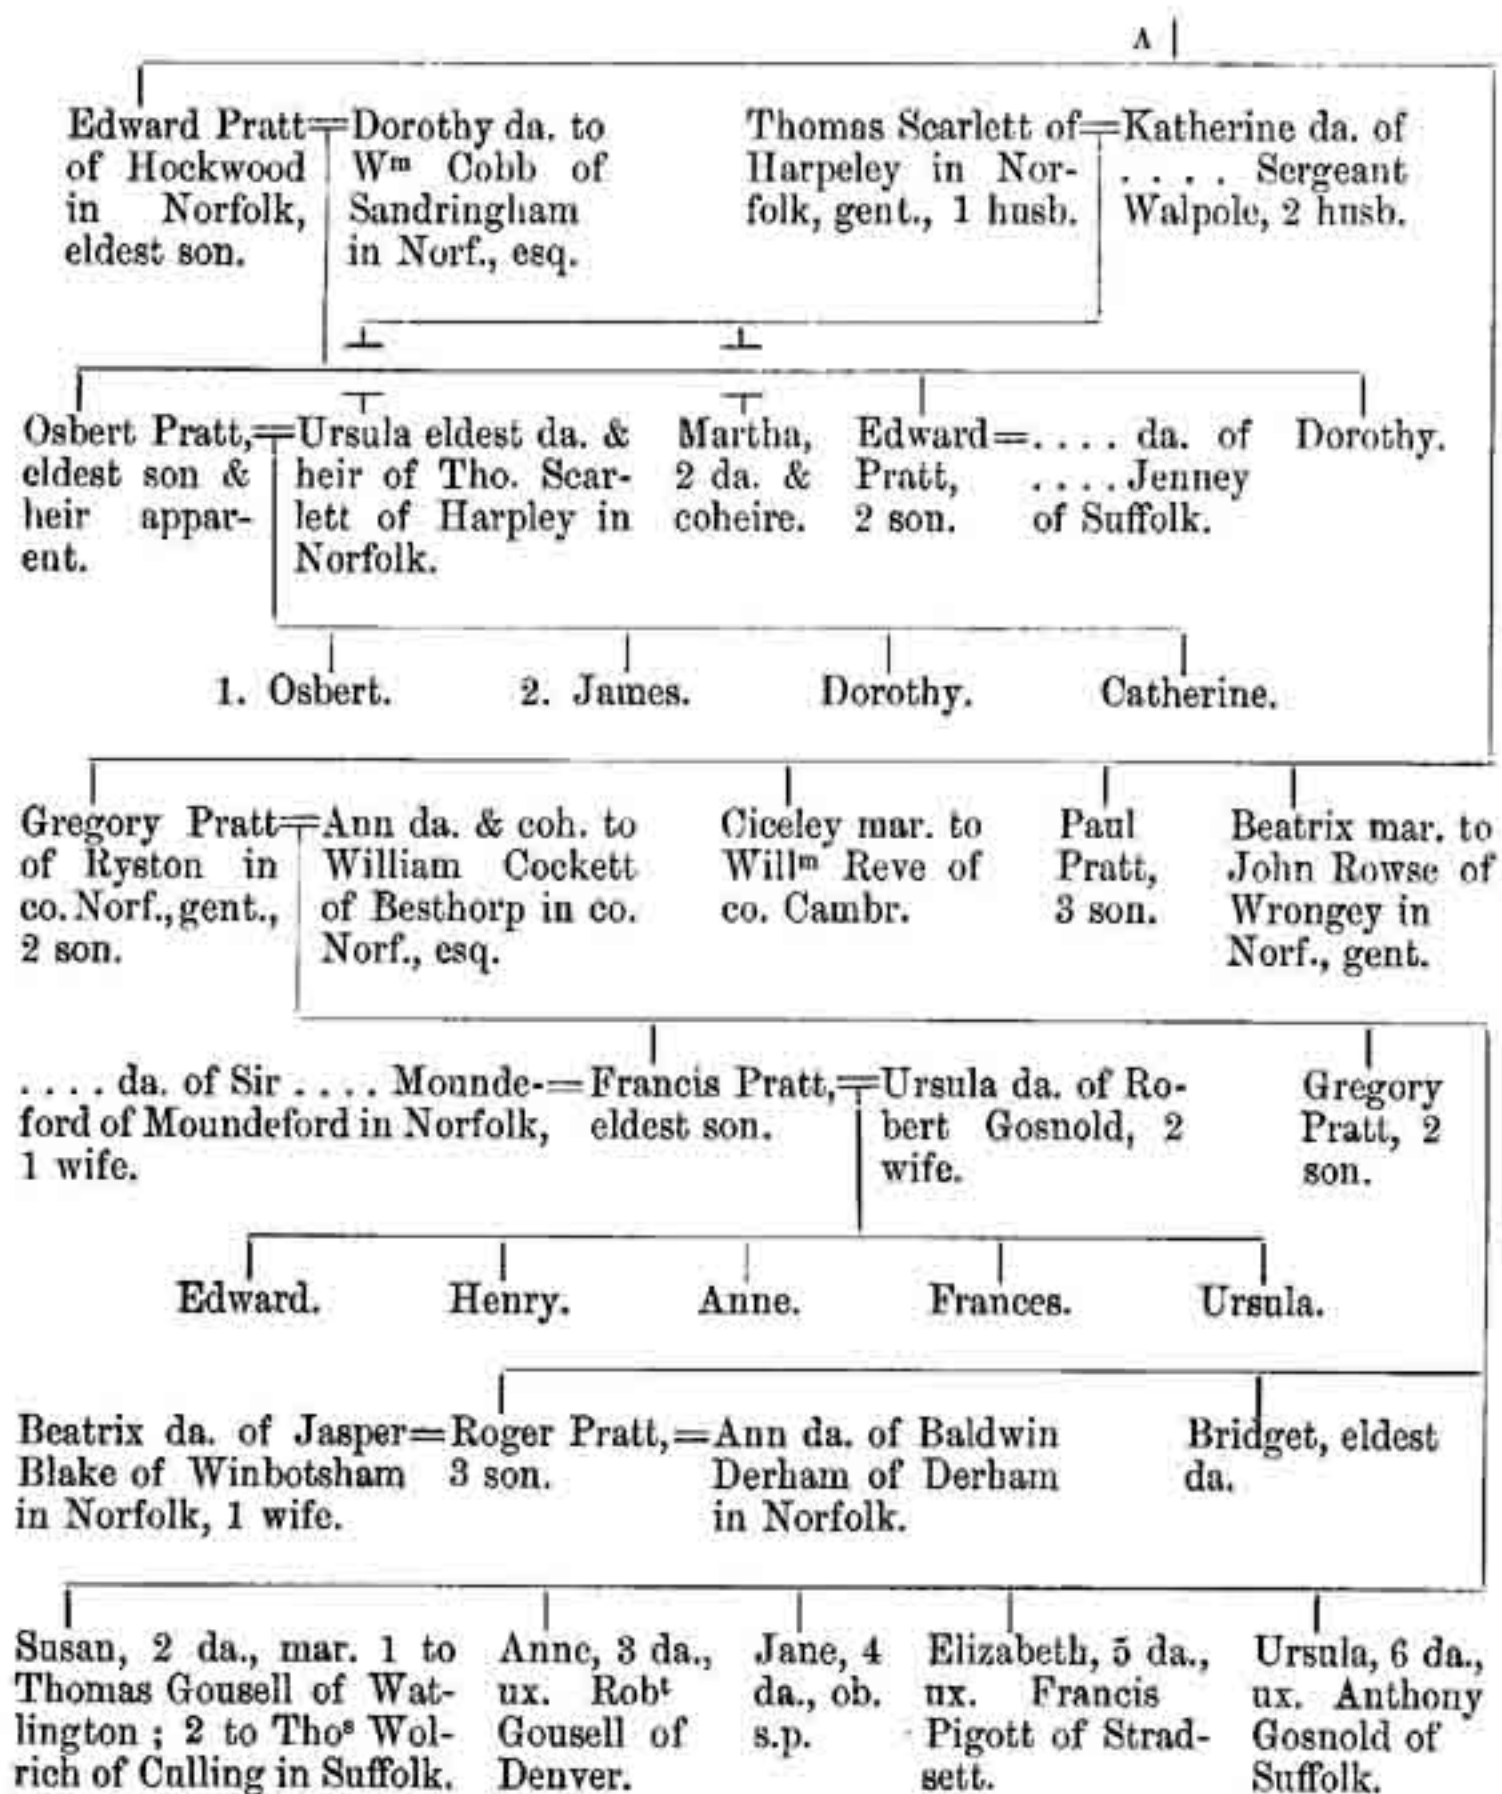 A
Edward Pratt
of Hockwood
in Norfolk,
eldest son.
Dorothy da. to
Wᵐ Cobb of
Sandringham
in Norf., esq.
Thomas Scarlett of
Harpeley in Nor-
folk, gent., 1 husb.
Katherine da. of
. . . . Sergeant
Walpole, 2 husb.
Osbert Pratt,
eldest son &
heir appar-
ent.
Ursula eldest da. &
heir of Tho. Scar-
lett of Harpley in
Norfolk.
Martha,
2 da. &
coheire.
Edward
Pratt,
2 son.
. . . . da. of
. . . . Jenney
of Suffolk.
Dorothy.
1. Osbert.
2. James.
Dorothy.
Catherine.
Gregory Pratt
of Ryston in
co. Norf., gent.,
2 son.
Ann da. & coh. to
William Cockett
of Besthorp in co.
Norf., esq.
Ciceley mar. to
Willᵐ Reve of
co. Cambr.
Paul
Pratt,
3 son.
Beatrix mar. to
John Rowse of
Wrongey in
Norf., gent.
. . . . da. of Sir . . . . Mounde-
ford of Moundeford in Norfolk,
1 wife.
Francis Pratt,
eldest son.
Ursula da. of Ro-
bert Gosnold, 2
wife.
Gregory
Pratt, 2
son.
Edward.
Henry.
Anne.
Frances.
Ursula.
Beatrix da. of Jasper
Blake of Winbotsham
in Norfolk, 1 wife.
Roger Pratt,
3 son.
Ann da. of Baldwin
Derham of Derham
in Norfolk.
Bridget, eldest
da.
Susan, 2 da., mar. 1 to
Thomas Gousell of Wat-
lington ; 2 to Thoˢ Wol-
rich of Culling in Suffolk.
Anne, 3 da.,
ux. Robᵗ
Gousell of
Denver.
Jane, 4
da., ob.
s.p.
Elizabeth, 5 da.,
ux. Francis
Pigott of Strad-
sett.
Ursula, 6 da.,
ux. Anthony
Gosnold of
Suffolk.